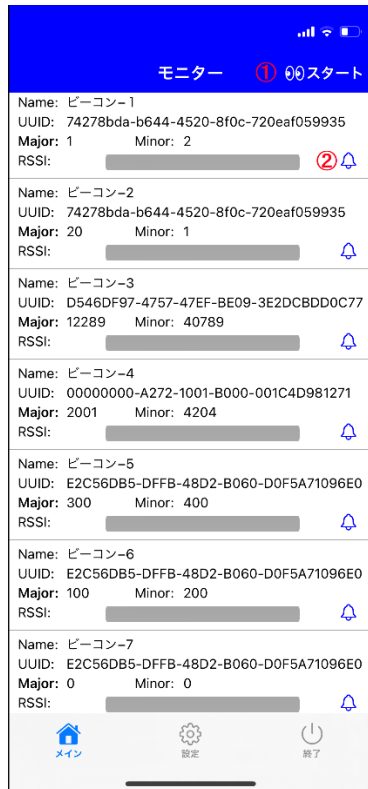 モニター ① スタート
Name: ビーコン-1
UUID: 74278bda-b644-4520-8f0c-720eaf059935
Major: 1 Minor: 2
RSSI: ②
Name: ビーコン-2
UUID: 74278bda-b644-4520-8f0c-720eaf059935
Major: 20 Minor: 1
RSSI:
Name: ビーコン-3
UUID: D546DF97-4757-47EF-BE09-3E2DCBDD0C77
Major: 12289 Minor: 40789
RSSI:
Name: ビーコン-4
UUID: 00000000-A272-1001-B000-001C4D981271
Major: 2001 Minor: 4204
RSSI:
Name: ビーコン-5
UUID: E2C56DB5-DFFB-48D2-B060-D0F5A71096E0
Major: 300 Minor: 400
RSSI:
Name: ビーコン-6
UUID: E2C56DB5-DFFB-48D2-B060-D0F5A71096E0
Major: 100 Minor: 200
RSSI:
Name: ビーコン-7
UUID: E2C56DB5-DFFB-48D2-B060-D0F5A71096E0
Major: 0 Minor: 0
RSSI:
メイン 設定 終了